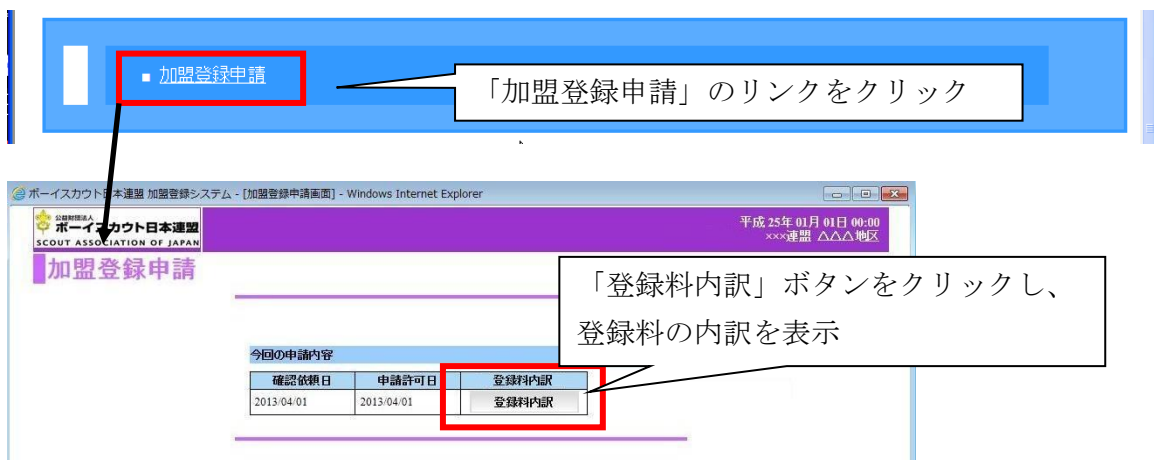 ■ 加盟登録申請
「加盟登録申請」のリンクをクリック
ボーイスカウト日本連盟 加盟登録システム - [加盟登録申請画面] - Windows Internet Explorer
公益財団法人
ボーイスカウト日本連盟
SCOUT ASSOCIATION OF JAPAN
平成 25年 01月 01日 00:00
×××連盟 △△△地区
加盟登録申請
「登録料内訳」ボタンをクリックし、
登録料の内訳を表示
今回の申請内容
確認依頼日 申請許可日 登録料内訳
2013/04/01 2013/04/01 登録料内訳